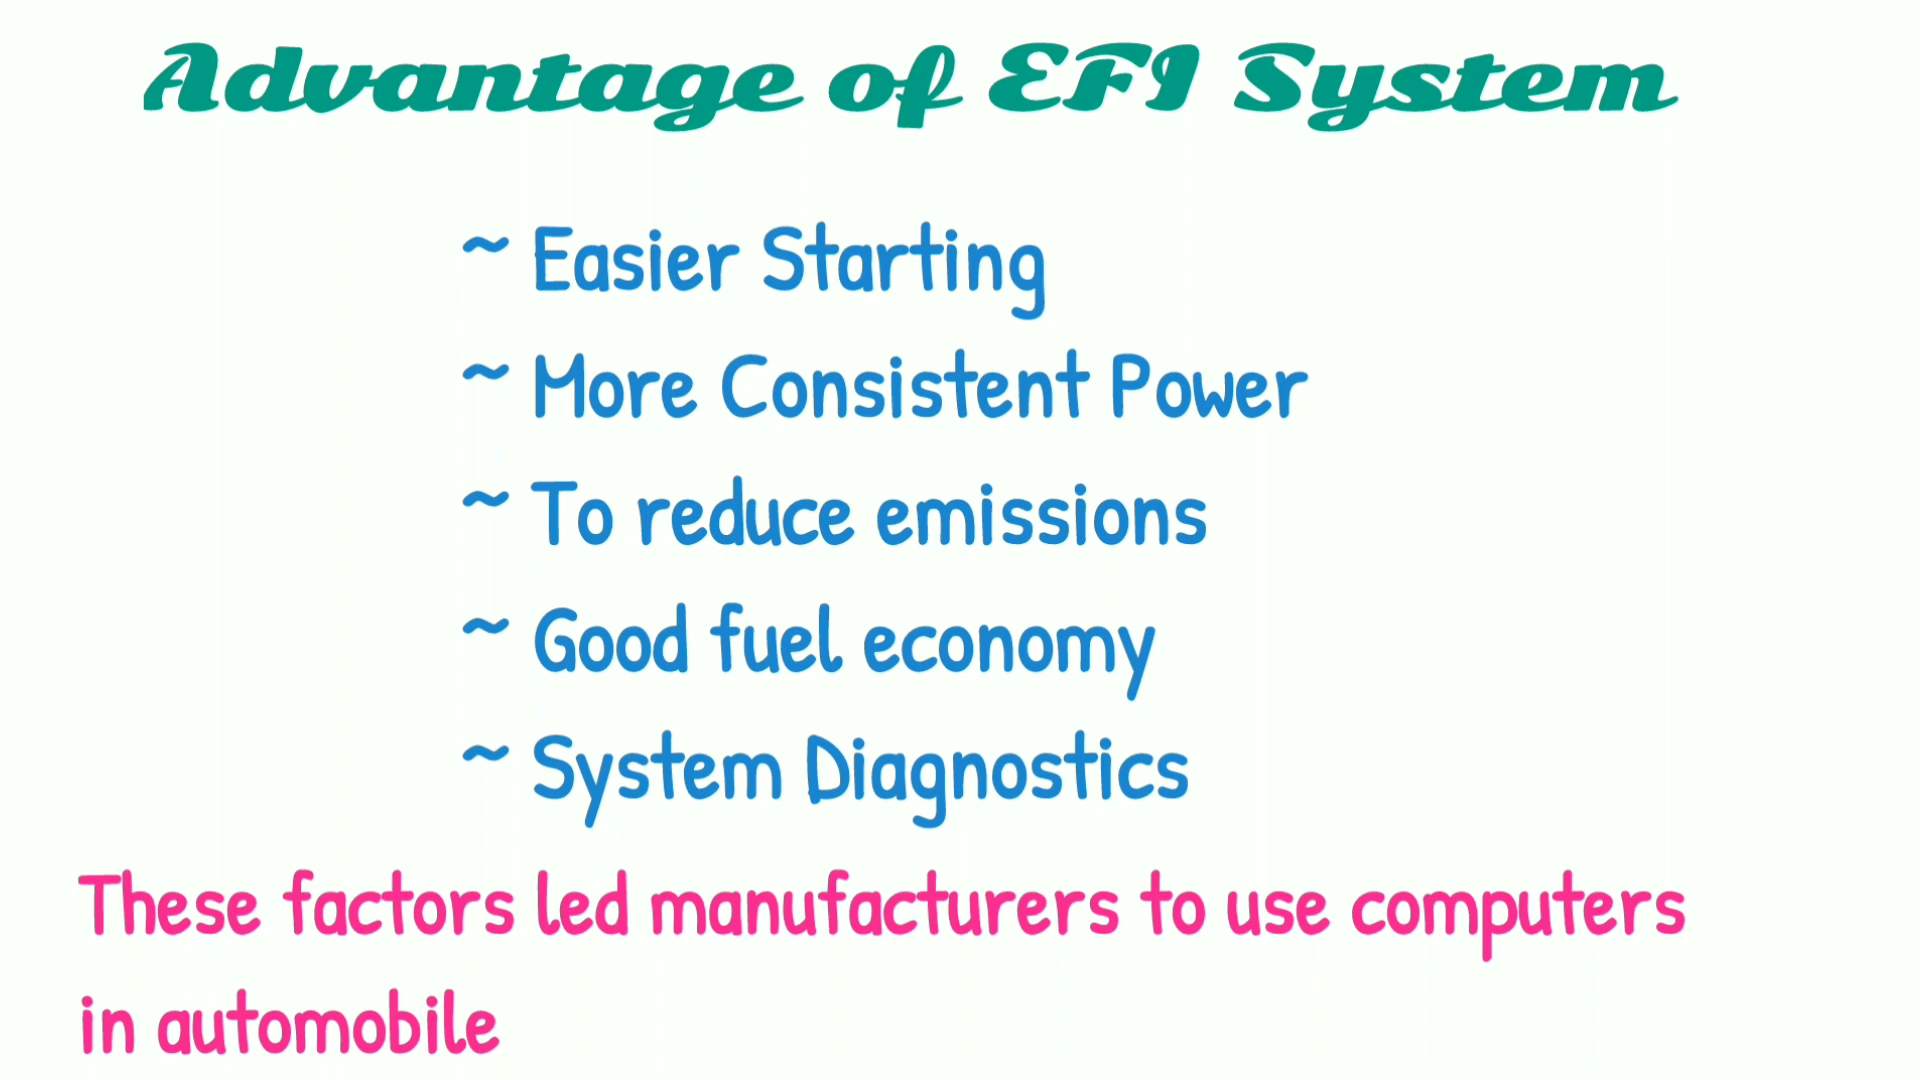 Advantage of EFI System
~ Easier Starting
~ More Consistent Power
~ To reduce emissions
~ Good fuel economy
~ System Diagnostics
These factors led manufacturers to use computers
in automobile